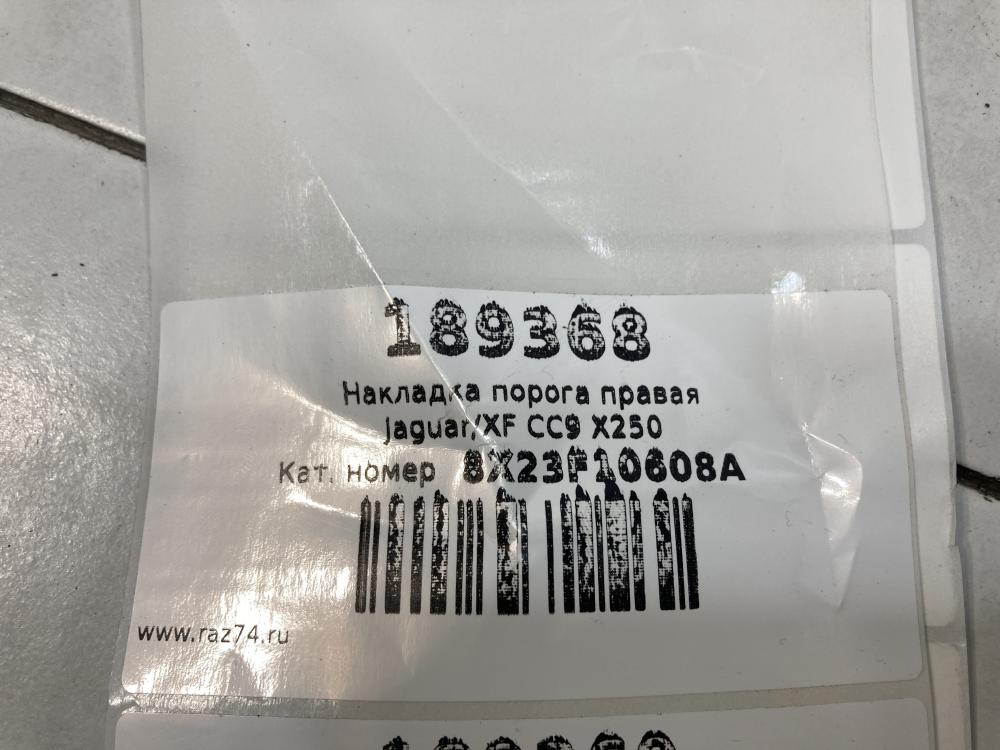 189368
Накладка порога правая
Jaguar/XF CC9 X250
Кат. номер 8X23F10608A
www.raz74.ru